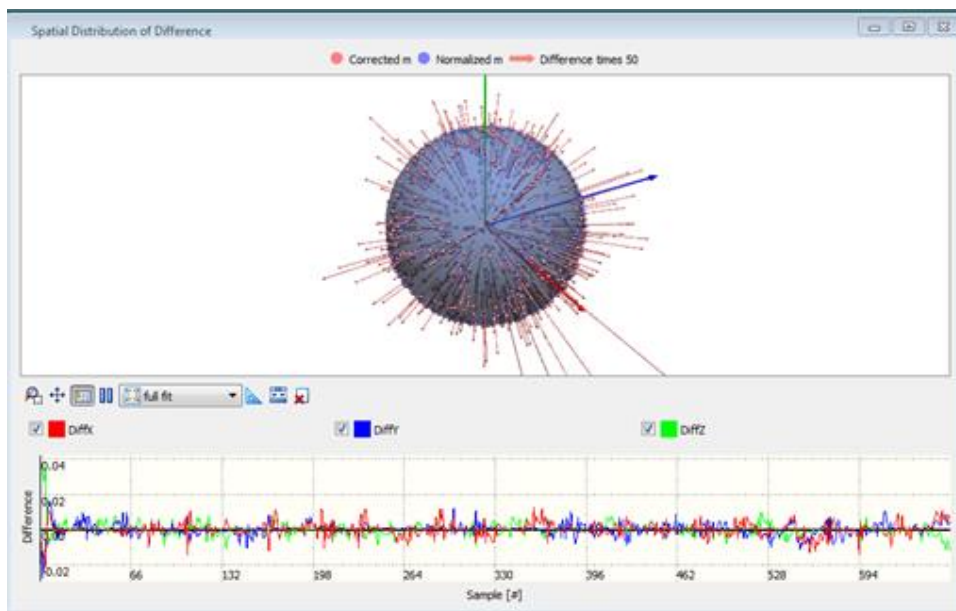 Spatial Distribution of Difference
Corrected m Normalized m Difference times 50
full fit
DiffX DiffY DiffZ
0.04
0.02
0.00
-0.02
Difference
66 132 198 264 330 396 462 528 594
Sample [#]